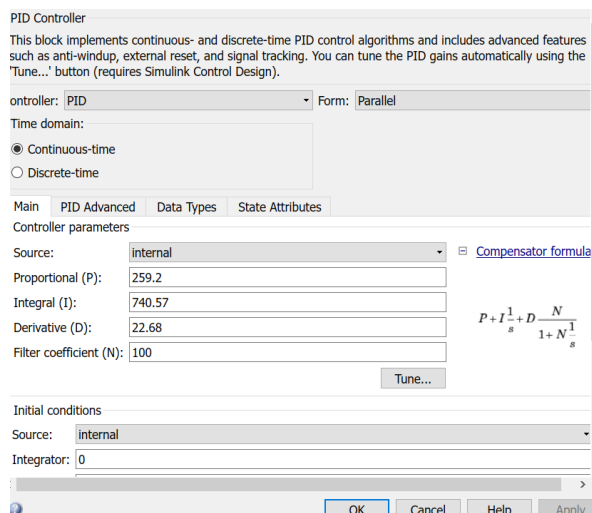 PID Controller
This block implements continuous- and discrete-time PID control algorithms and includes advanced features
such as anti-windup, external reset, and signal tracking. You can tune the PID gains automatically using the
'Tune...' button (requires Simulink Control Design).
ontroller: PID Form: Parallel
Time domain:
Continuous-time
Discrete-time
Main PID Advanced Data Types State Attributes
Controller parameters
Source: internal Compensator formula
Proportional (P): 259.2
Integral (I): 740.57
Derivative (D): 22.68
P+I 1/s +D N/(1+N 1/s)
Filter coefficient (N): 100
Tune...
Initial conditions
Source: internal
Integrator: 0
OK Cancel Help Apply